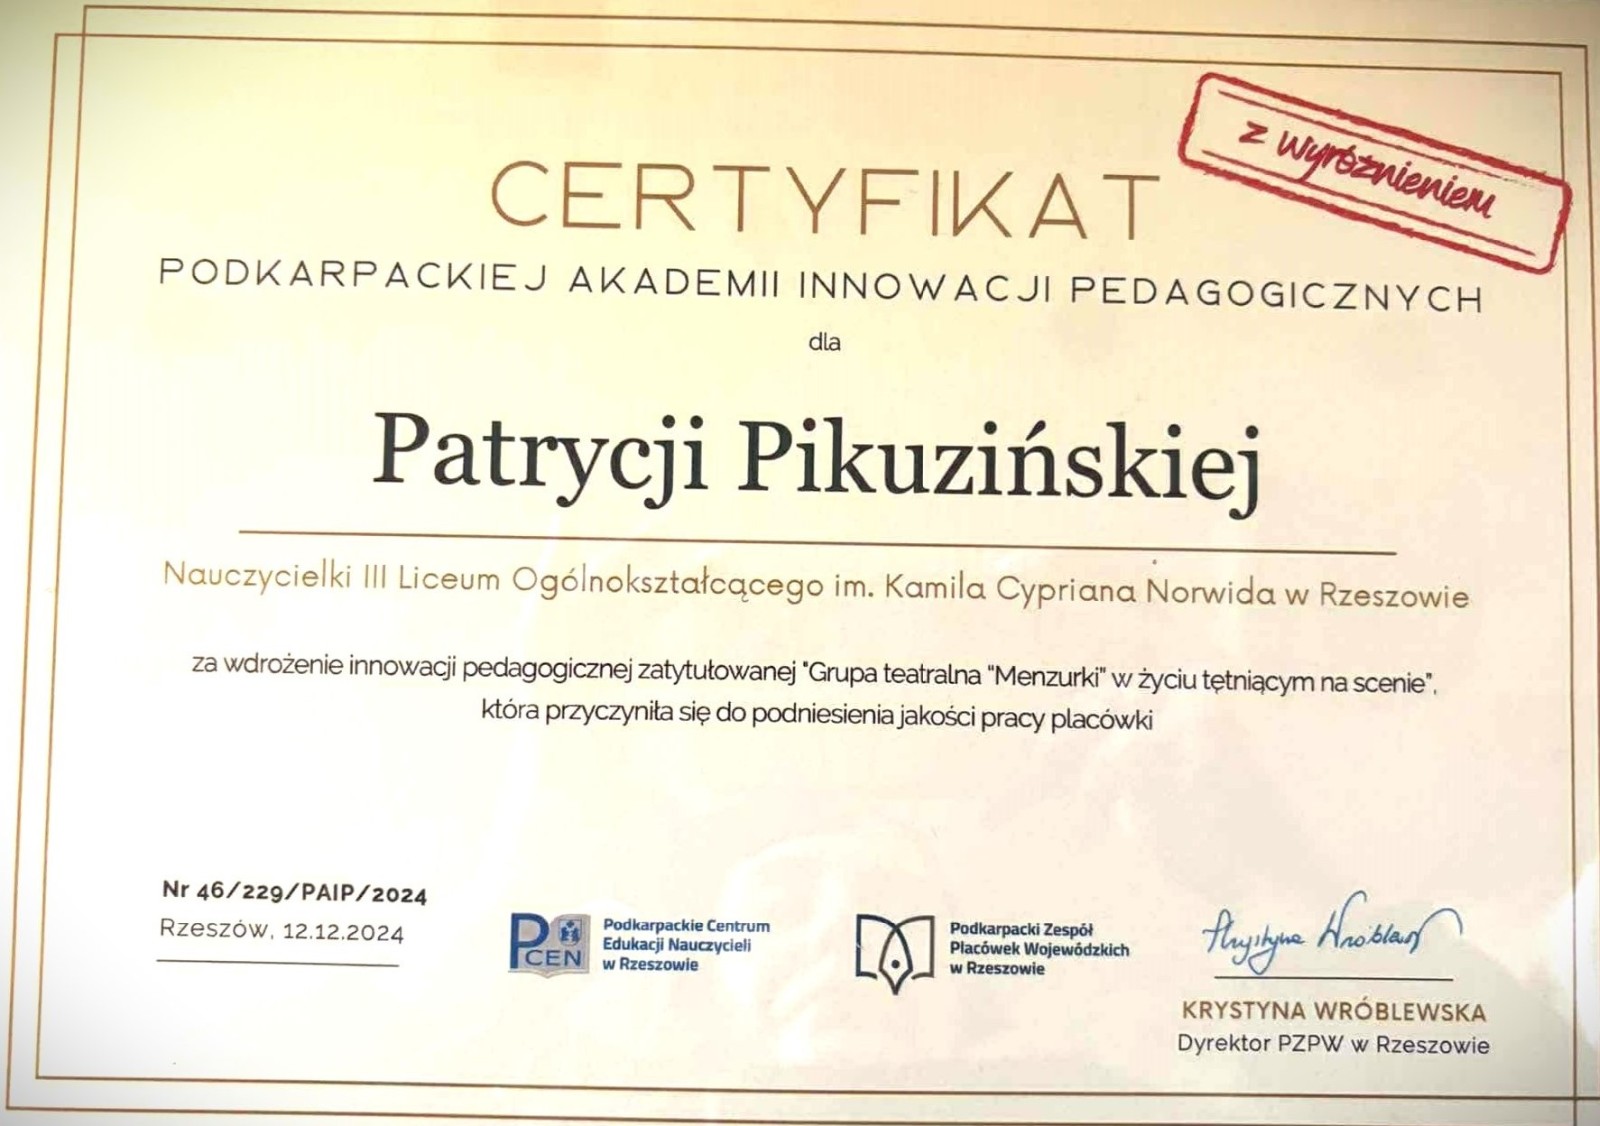 z wyróżnieniem
CERTYFIKAT
PODKARPACKIEJ AKADEMII INNOWACJI PEDAGOGICZNYCH
dla
Patrycji Pikuzińskiej
Nauczycielki III Liceum Ogólnokształcącego im. Kamila Cypriana Norwida w Rzeszowie
za wdrożenie innowacji pedagogicznej zatytułowanej "Grupa teatralna "Menzurki" w życiu tętniącym na scenie",
która przyczyniła się do podniesienia jakości pracy placówki
Nr 46/229/PAIP/2024
Rzeszów, 12.12.2024
PCEN
Podkarpackie Centrum
Edukacji Nauczycieli
w Rzeszowie
Podkarpacki Zespół
Placówek Wojewódzkich
w Rzeszowie
Krystyna Wróblewska
KRYSTYNA WRÓBLEWSKA
Dyrektor PZPW w Rzeszowie